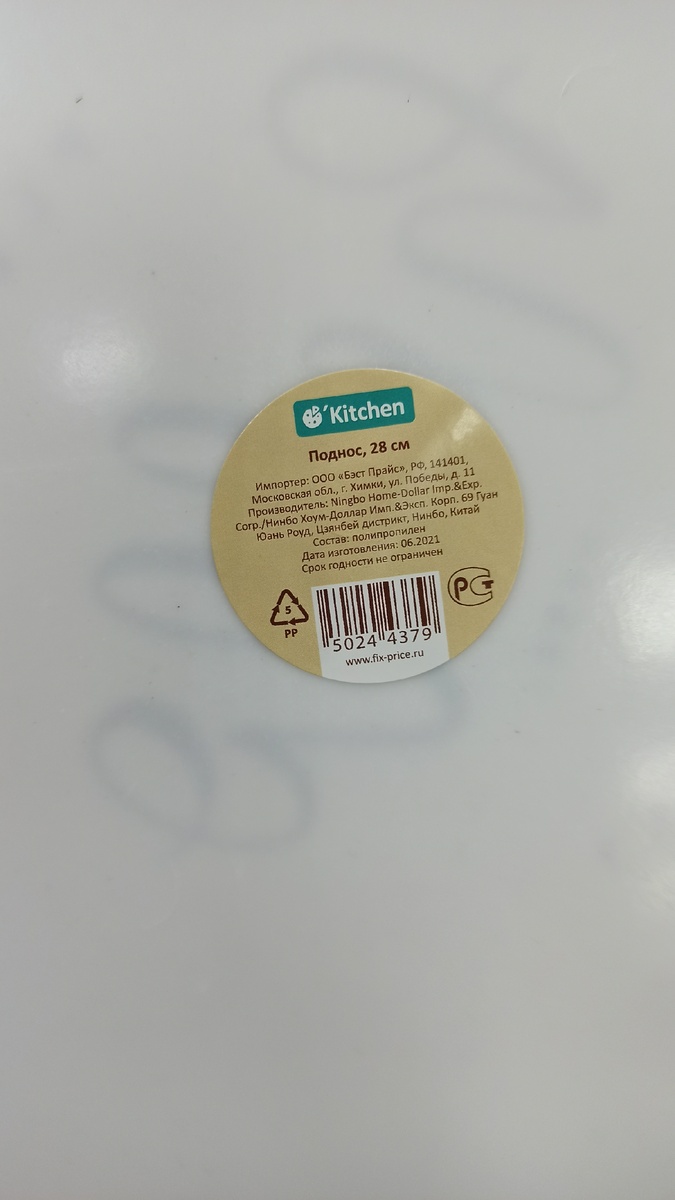 'Kitchen
Поднос, 28 см
Импортер: ООО «Бэст Прайс», РФ, 141401,
Московская обл., г. Химки, ул. Победы, д. 11
Производитель: Ningbo Home-Dollar Imp.&Exp.
Corp./Нинбо Хоум-Доллар Имп.&Эксп. Корп. 69 Гуан
Юань Роуд, Цзянбей дистрикт, Нинбо, Китай
Состав: полипропилен
Дата изготовления: 06.2021
Срок годности не ограничен
5
PP
РСТ
5024 4379
www.fix-price.ru